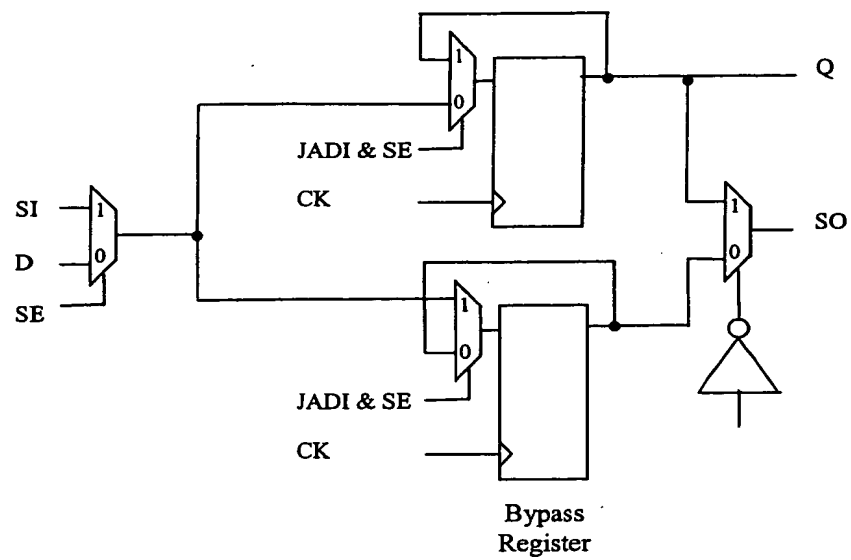 Q
1
0
JADI & SE
CK
SI
1
D
0
SE
1
SO
0
1
0
JADI & SE
CK
Bypass
Register